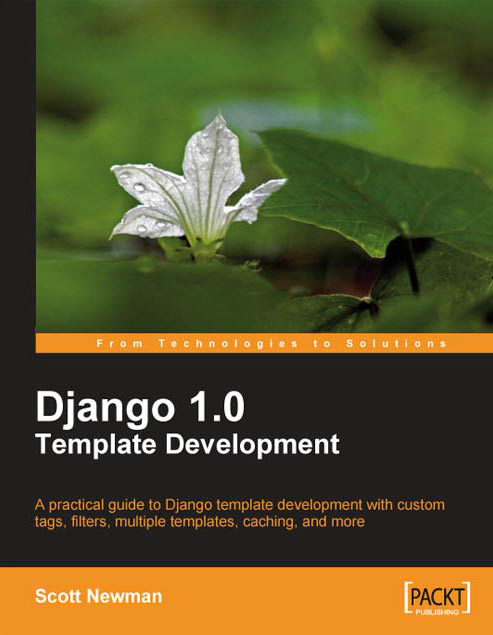 From Technologies to Solutions
Django 1.0
Template Development
A practical guide to Django template development with custom
tags, filters, multiple templates, caching, and more
Scott Newman
PACKT
PUBLISHING